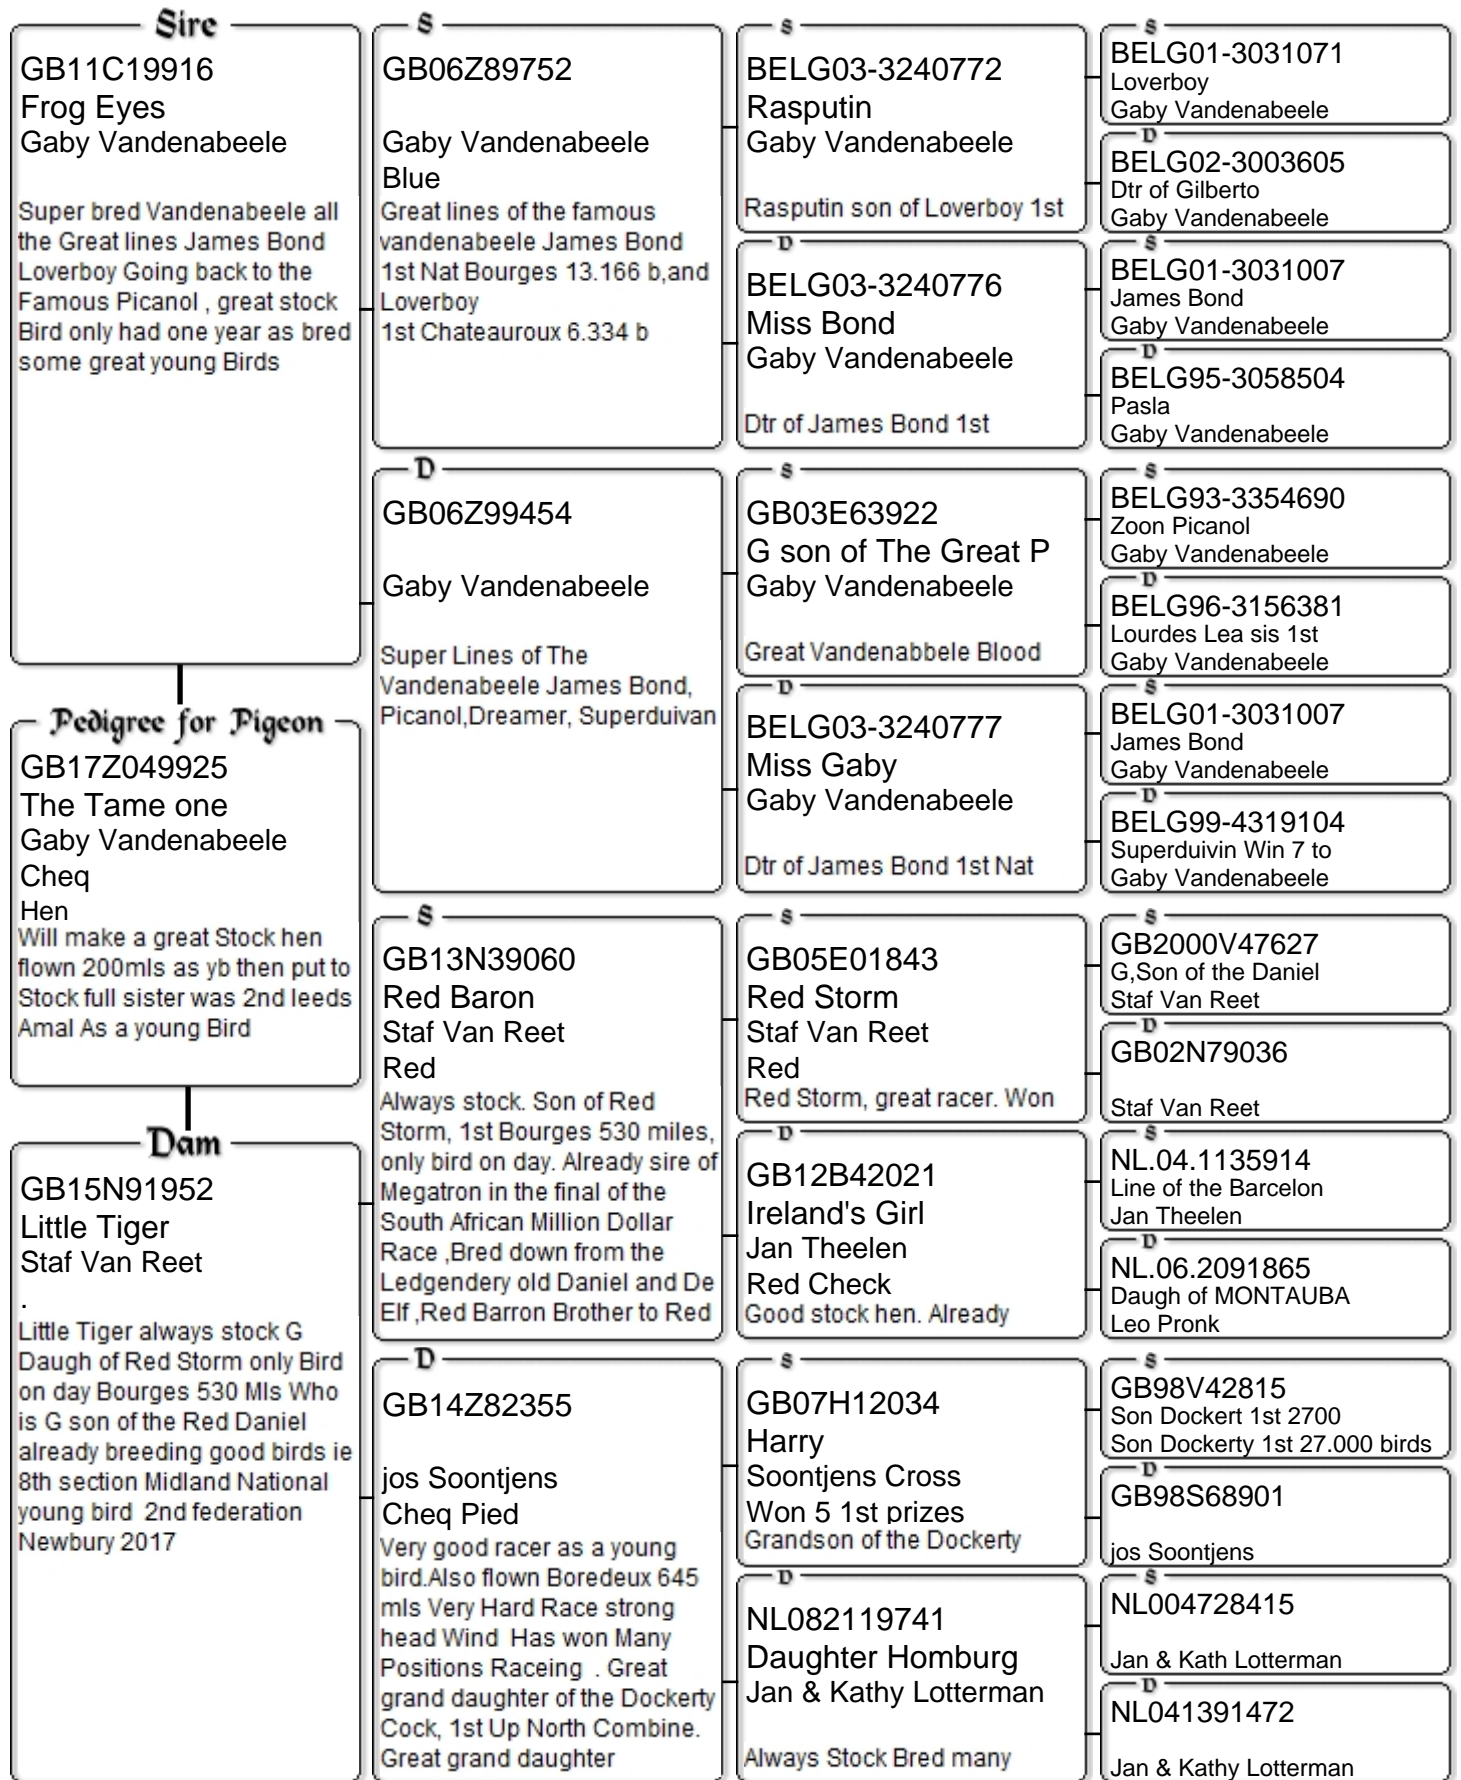 Sire
GB11C19916
Frog Eyes
Gaby Vandenabeele
Super bred Vandenabeele all
the Great lines James Bond
Loverboy Going back to the
Famous Picanol , great stock
Bird only had one year as bred
some great young Birds
Pedigree for Pigeon
GB17Z049925
The Tame one
Gaby Vandenabeele
Cheq
Hen
Will make a great Stock hen
flown 200mls as yb then put to
Stock full sister was 2nd leeds
Amal As a young Bird
Dam
GB15N91952
Little Tiger
Staf Van Reet
.
Little Tiger always stock G
Daugh of Red Storm only Bird
on day Bourges 530 Mls Who
is G son of the Red Daniel
already breeding good birds ie
8th section Midland National
young bird 2nd federation
Newbury 2017
S
GB06Z89752
Gaby Vandenabeele
Blue
Great lines of the famous
vandenabeele James Bond
1st Nat Bourges 13.166 b,and
Loverboy
1st Chateauroux 6.334 b
D
GB06Z99454
Gaby Vandenabeele
Super Lines of The
Vandenabeele James Bond,
Picanol,Dreamer, Superduivan
S
GB13N39060
Red Baron
Staf Van Reet
Red
Always stock. Son of Red
Storm, 1st Bourges 530 miles,
only bird on day. Already sire of
Megatron in the final of the
South African Million Dollar
Race ,Bred down from the
Ledgendery old Daniel and De
Elf ,Red Barron Brother to Red
D
GB14Z82355
jos Soontjens
Cheq Pied
Very good racer as a young
bird.Also flown Boredeux 645
mls Very Hard Race strong
head Wind Has won Many
Positions Raceing . Great
grand daughter of the Dockerty
Cock, 1st Up North Combine.
Great grand daughter
S
BELG03-3240772
Rasputin
Gaby Vandenabeele
Rasputin son of Loverboy 1st
D
BELG03-3240776
Miss Bond
Gaby Vandenabeele
Dtr of James Bond 1st
S
GB03E63922
G son of The Great P
Gaby Vandenabeele
Great Vandenabbele Blood
D
BELG03-3240777
Miss Gaby
Gaby Vandenabeele
Dtr of James Bond 1st Nat
S
GB05E01843
Red Storm
Staf Van Reet
Red
Red Storm, great racer. Won
D
GB12B42021
Ireland's Girl
Jan Theelen
Red Check
Good stock hen. Already
S
GB07H12034
Harry
Soontjens Cross
Won 5 1st prizes
Grandson of the Dockerty
D
NL082119741
Daughter Homburg
Jan & Kathy Lotterman
Always Stock Bred many
S
BELG01-3031071
Loverboy
Gaby Vandenabeele
D
BELG02-3003605
Dtr of Gilberto
Gaby Vandenabeele
S
BELG01-3031007
James Bond
Gaby Vandenabeele
D
BELG95-3058504
Pasla
Gaby Vandenabeele
S
BELG93-3354690
Zoon Picanol
Gaby Vandenabeele
D
BELG96-3156381
Lourdes Lea sis 1st
Gaby Vandenabeele
S
BELG01-3031007
James Bond
Gaby Vandenabeele
D
BELG99-4319104
Superduivin Win 7 to
Gaby Vandenabeele
S
GB2000V47627
G,Son of the Daniel
Staf Van Reet
D
GB02N79036
Staf Van Reet
S
NL.04.1135914
Line of the Barcelon
Jan Theelen
D
NL.06.2091865
Daugh of MONTAUBA
Leo Pronk
S
GB98V42815
Son Dockert 1st 2700
Son Dockerty 1st 27.000 birds
D
GB98S68901
jos Soontjens
S
NL004728415
Jan & Kath Lotterman
D
NL041391472
Jan & Kathy Lotterman